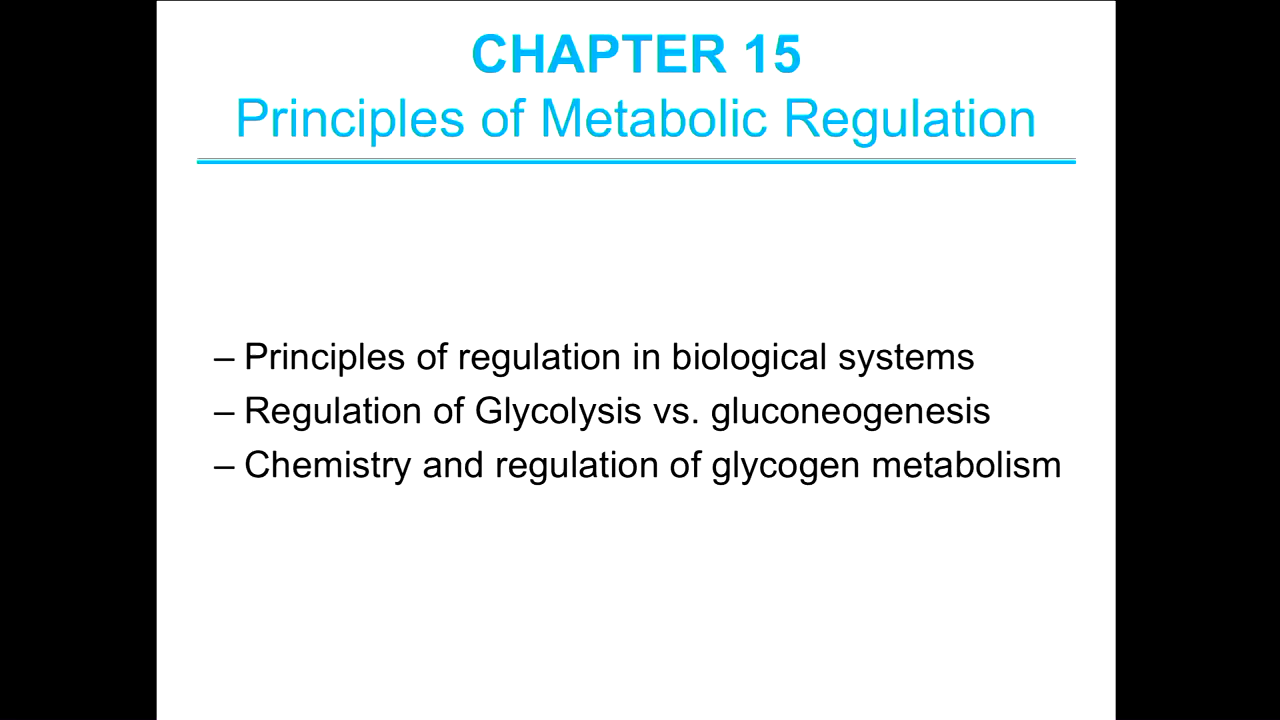 CHAPTER 15
Principles of Metabolic Regulation
– Principles of regulation in biological systems
– Regulation of Glycolysis vs. gluconeogenesis
– Chemistry and regulation of glycogen metabolism